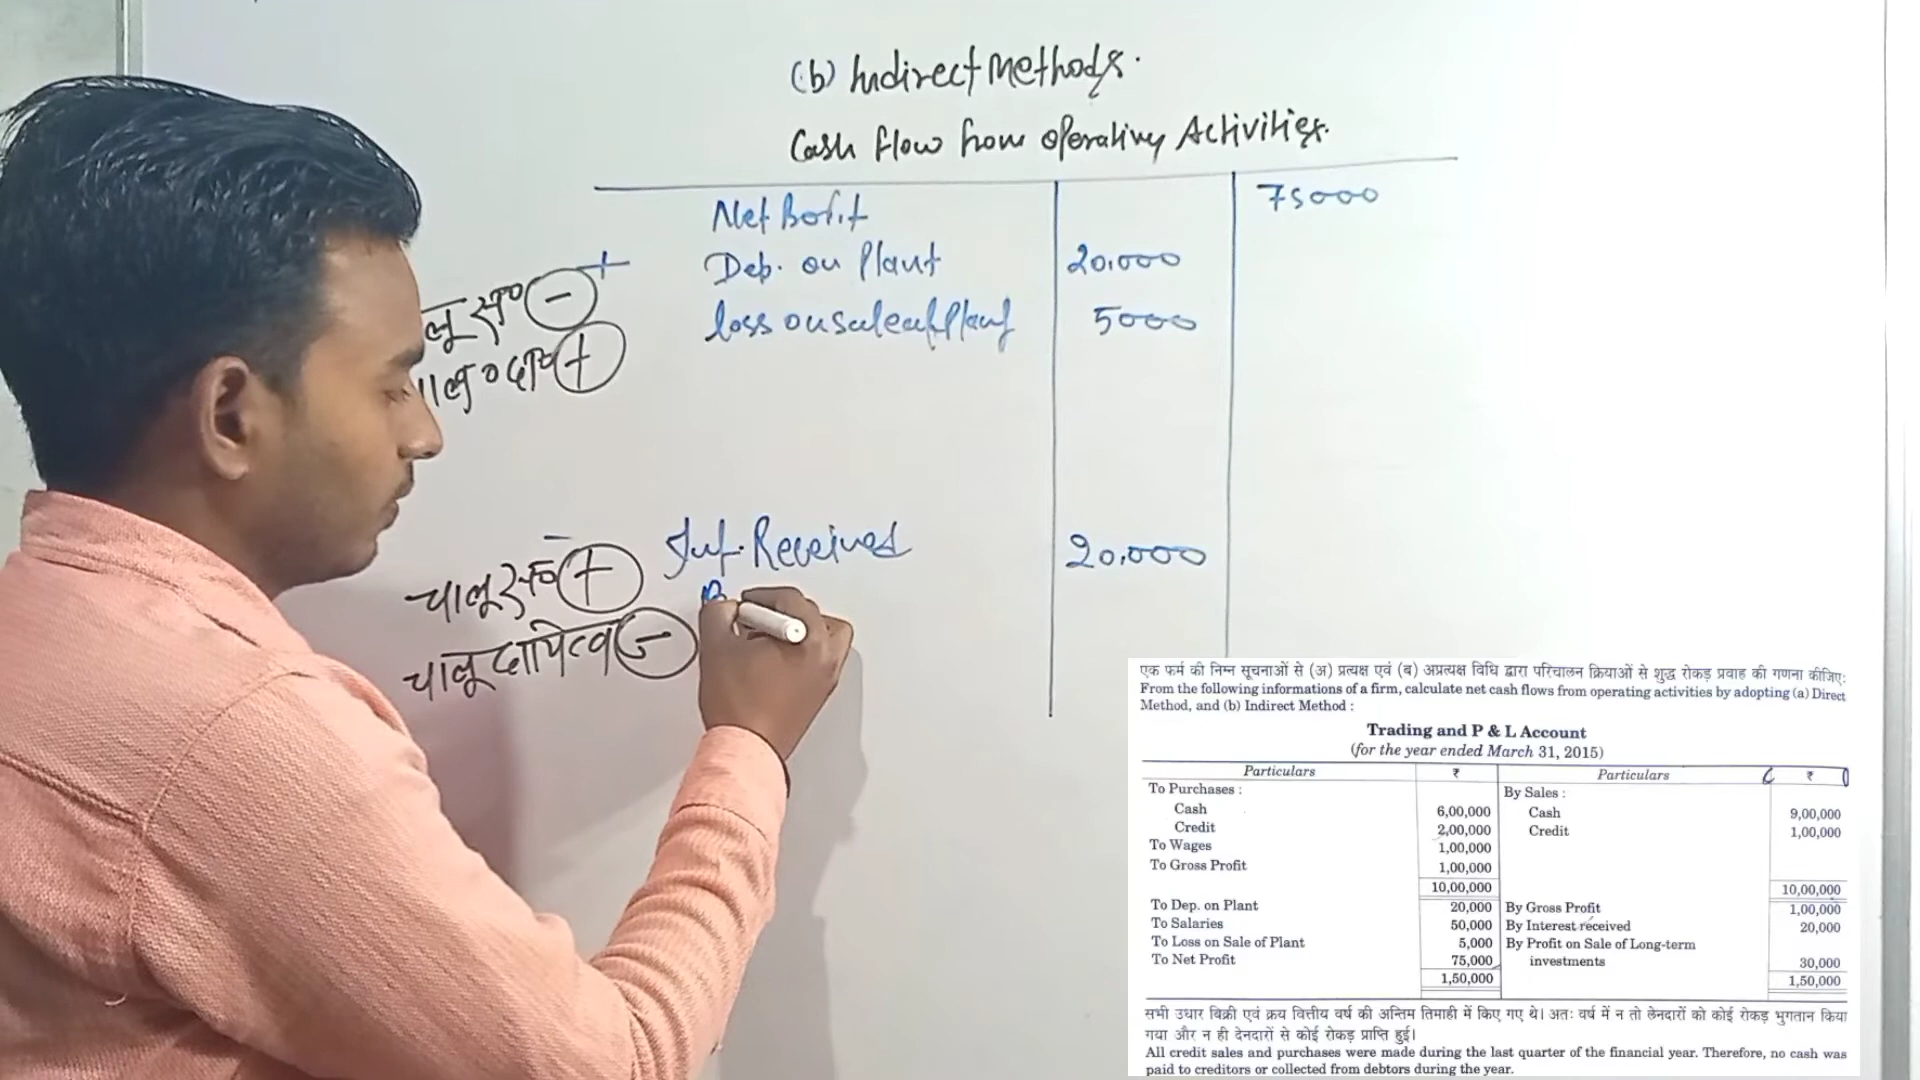 (b) Indirect Methods.
Cash flow from operating Activities.
Net Porfit 75000
+ Dep. on Plant 20,000
loss on sale of Plant 5000
−
+
− Int. Received 20,000
चालू +
चालू दायित्व −
एक फर्म की निम्न सूचनाओं से (अ) प्रत्यक्ष एवं (ब) अप्रत्यक्ष विधि द्वारा परिचालन क्रियाओं से शुद्ध रोकड़ प्रवाह की गणना कीजिए:
From the following informations of a firm, calculate net cash flows from operating activities by adopting (a) Direct
Method, and (b) Indirect Method :
Trading and P & L Account
(for the year ended March 31, 2015)
Particulars ₹ Particulars ₹
To Purchases : By Sales :
Cash 6,00,000 Cash 9,00,000
Credit 2,00,000 Credit 1,00,000
To Wages 1,00,000
To Gross Profit 1,00,000
10,00,000 10,00,000
To Dep. on Plant 20,000 By Gross Profit 1,00,000
To Salaries 50,000 By Interest received 20,000
To Loss on Sale of Plant 5,000 By Profit on Sale of Long-term
To Net Profit 75,000 investments 30,000
1,50,000 1,50,000
सभी उधार बिक्री एवं क्रय वित्तीय वर्ष की अन्तिम तिमाही में किए गए थे। अतः वर्ष में न तो लेनदारों को कोई रोकड़ भुगतान किया
गया और न ही देनदारों से कोई रोकड़ प्राप्ति हुई।
All credit sales and purchases were made during the last quarter of the financial year. Therefore, no cash was
paid to creditors or collected from debtors during the year.